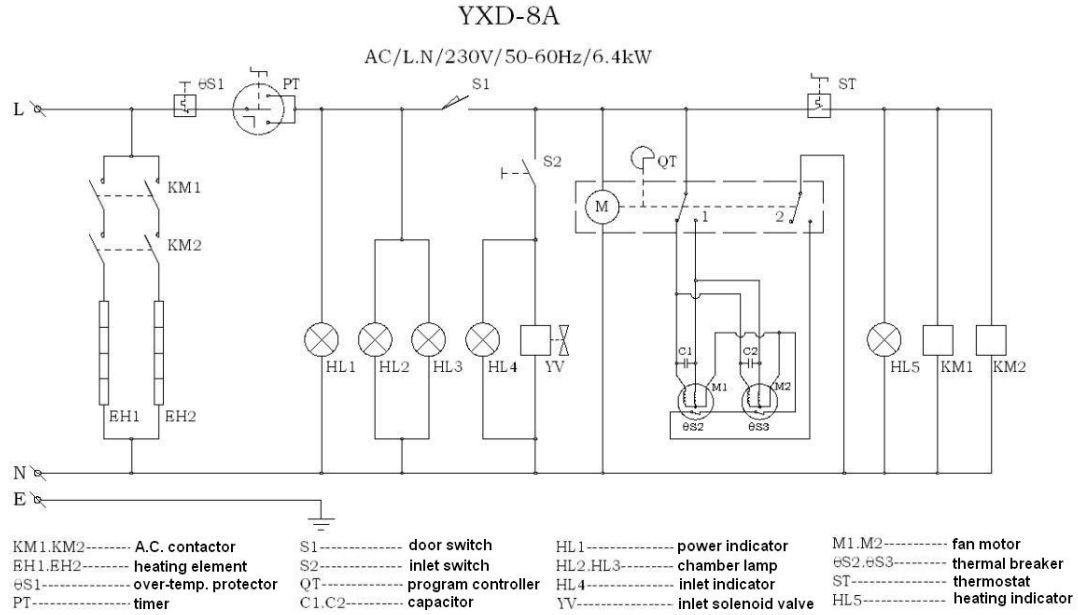 YXD-8A
AC/L.N/230V/50-60Hz/6.4kW
θS1
PT
S1
ST
L
S2
QT
KM1
M
1
2
KM2
C1
C2
HL1
HL2
HL3
HL4
YV
M1
M2
HL5
KM1
KM2
EH1
EH2
θS2
θS3
N
E
KM1.KM2------- A.C. contactor
EH1.EH2-------- heating element
θS1------------- over-temp. protector
PT-------------- timer
S1------------- door switch
S2------------- inlet switch
QT------------ program controller
C1.C2--------- capacitor
HL1------------- power indicator
HL2.HL3-------- chamber lamp
HL4------------- inlet indicator
YV-------------- inlet solenoid valve
M1.M2---------- fan motor
θS2.θS3-------- thermal breaker
ST-------------- thermostat
HL5------------ heating indicator